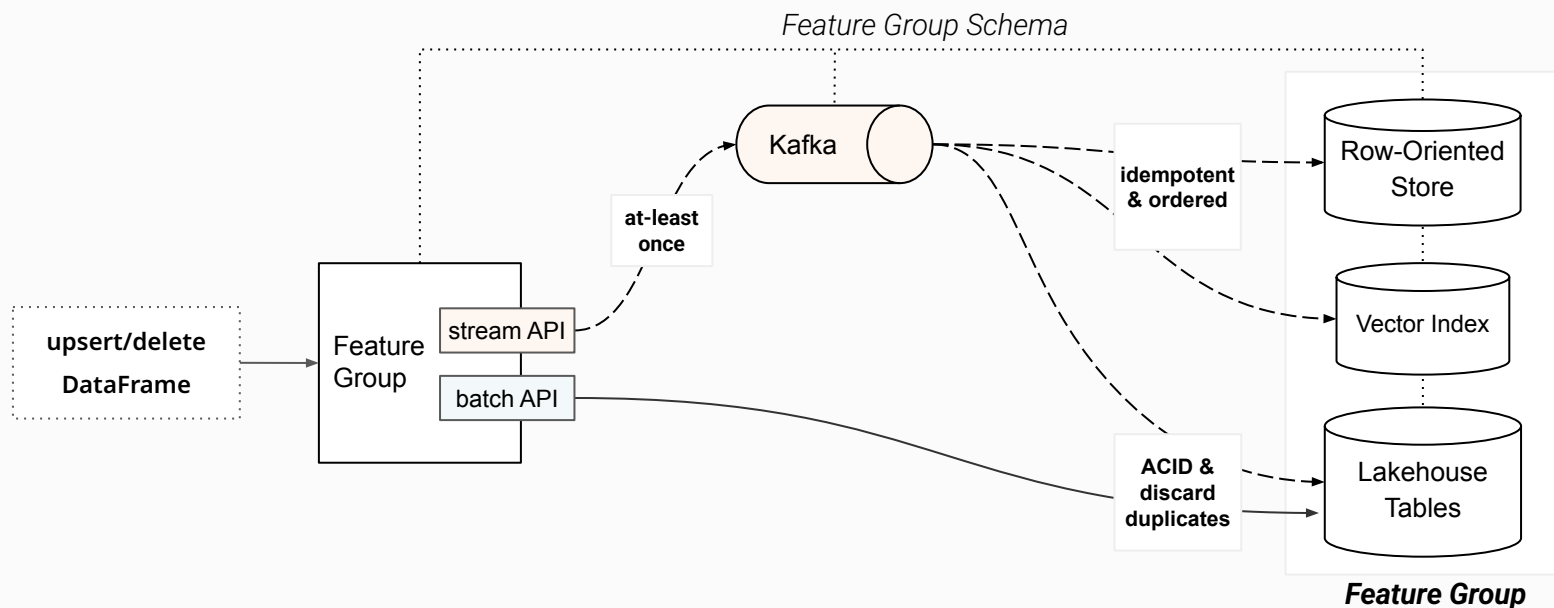 Feature Group Schema
Kafka
idempotent
& ordered
Row-Oriented
Store
at-least
once
upsert/delete
DataFrame
Feature
Group
stream API
batch API
Vector Index
ACID &
discard
duplicates
Lakehouse
Tables
Feature Group